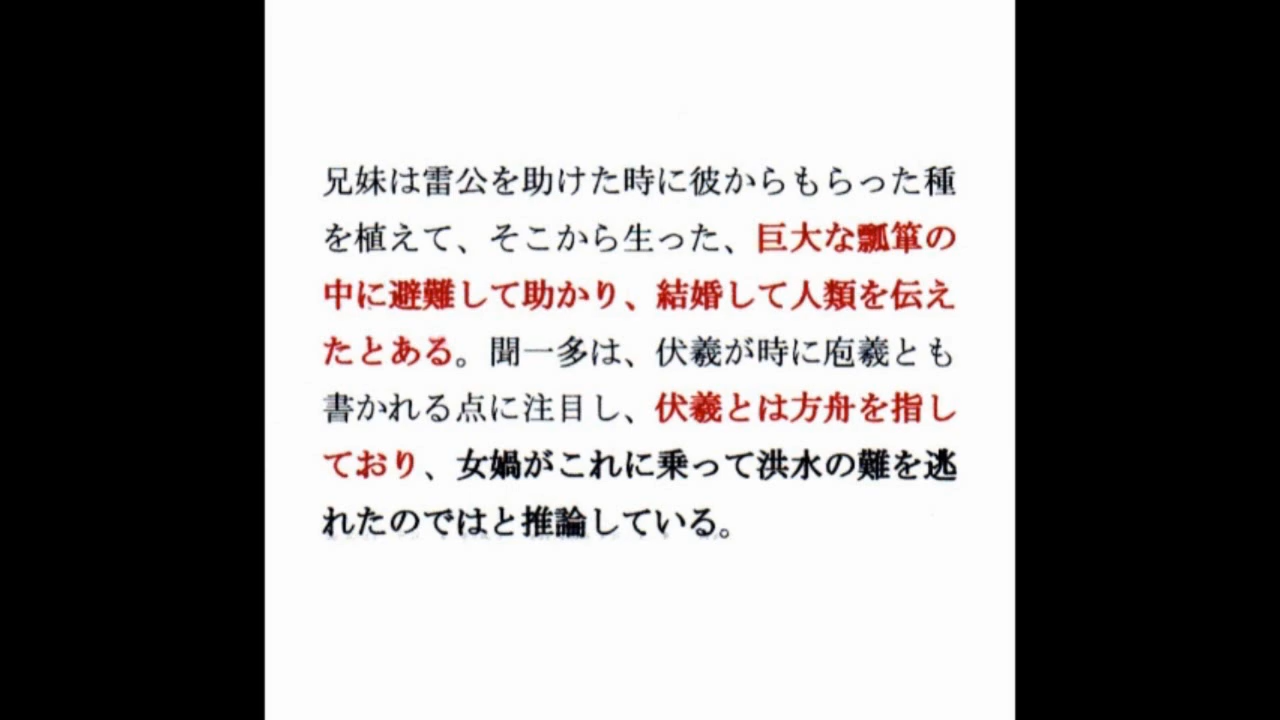 兄妹は雷公を助けた時に彼からもらった種
を植えて、そこから生った、巨大な瓢箪の
中に避難して助かり、結婚して人類を伝え
たとある。聞一多は、伏羲が時に庖羲とも
書かれる点に注目し、伏羲とは方舟を指し
ており、女媧がこれに乗って洪水の難を逃
れたのではと推論している。